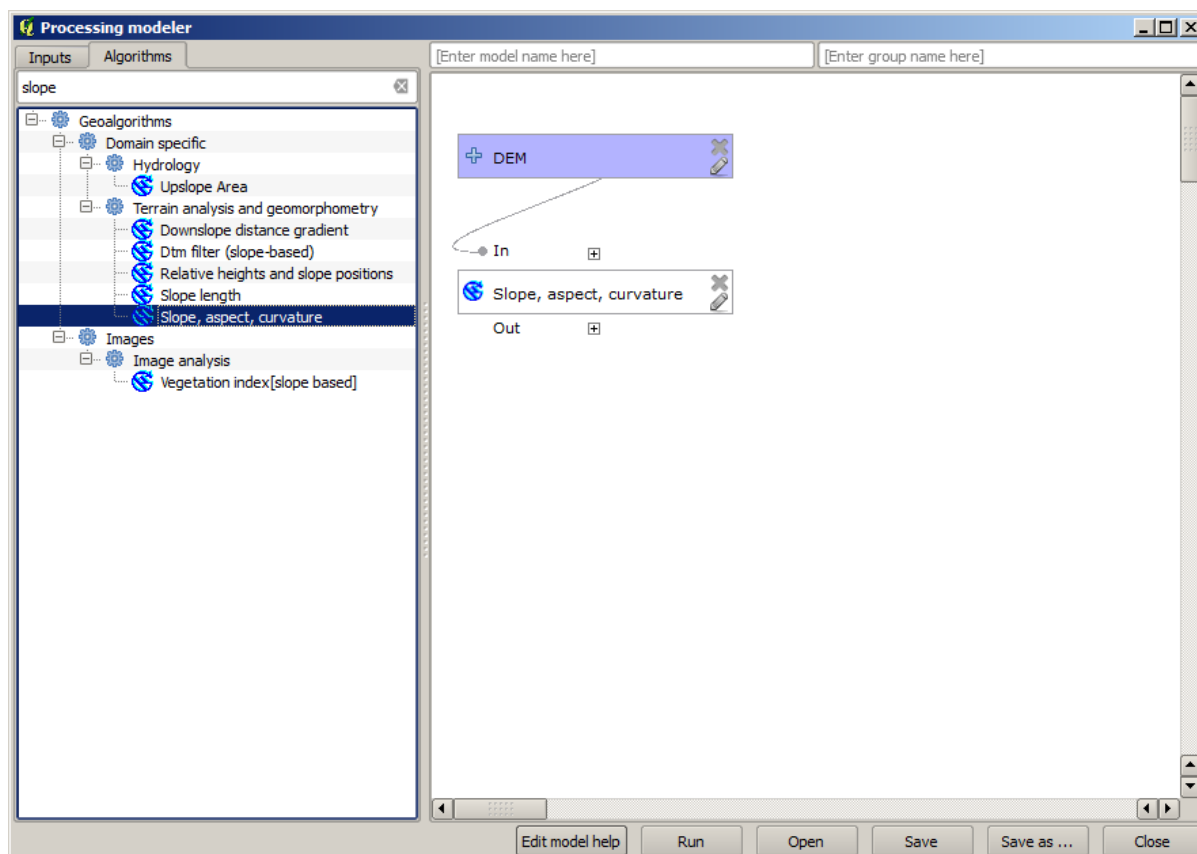 Processing modeler
Inputs
Algorithms
[Enter model name here]
[Enter group name here]
slope
Geoalgorithms
Domain specific
Hydrology
Upslope Area
Terrain analysis and geomorphometry
Downslope distance gradient
Dtm filter (slope-based)
Relative heights and slope positions
Slope length
Slope, aspect, curvature
Images
Image analysis
Vegetation index[slope based]
DEM
In
Slope, aspect, curvature
Out
Edit model help
Run
Open
Save
Save as ...
Close